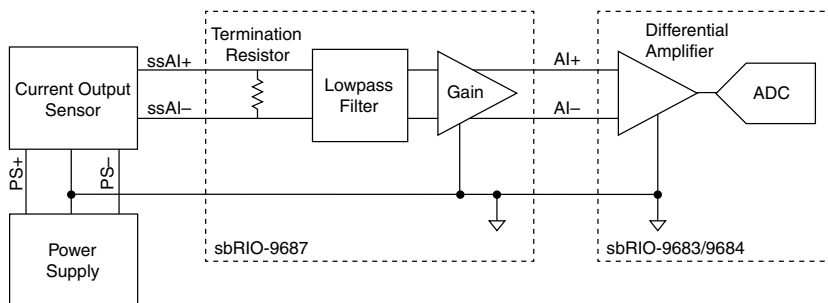 Termination
Resistor
Differential
Amplifier
ssAI+
AI+
Current Output
Sensor
Lowpass
Filter
Gain
ADC
ssAI–
AI–
PS+
PS–
Power
Supply
sbRIO-9687
sbRIO-9683/9684